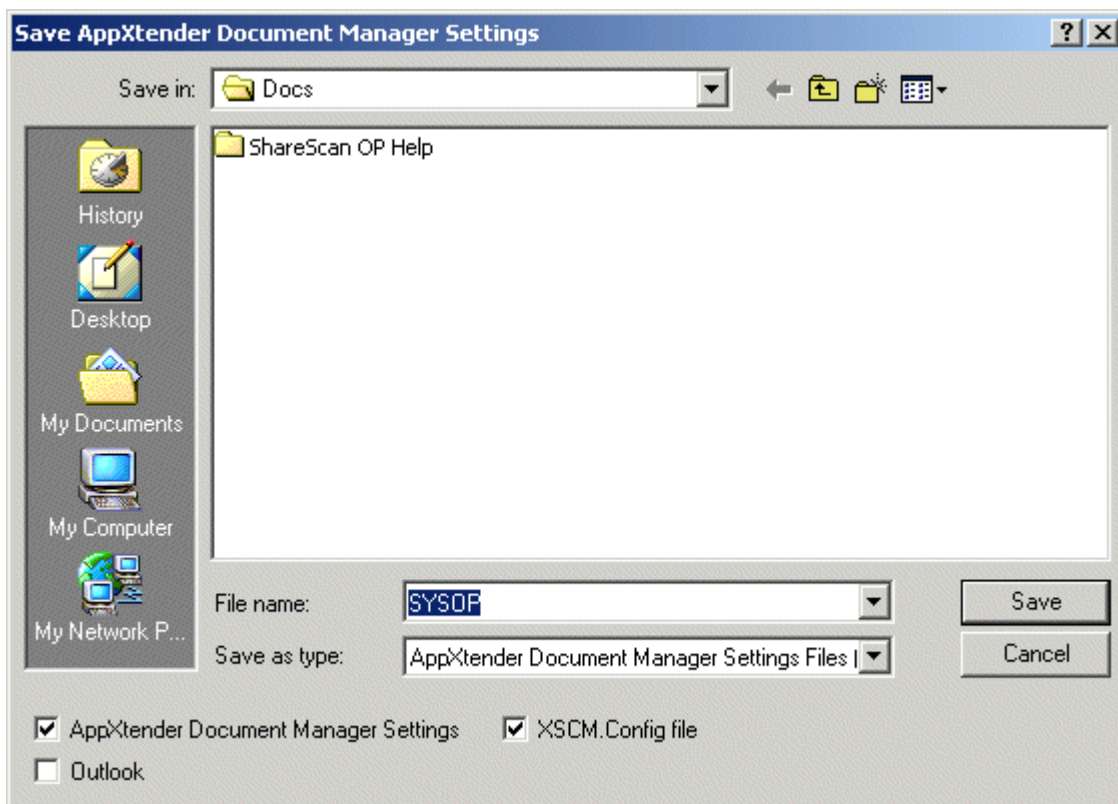 Save AppXtender Document Manager Settings
Save in: Docs
ShareScan OP Help
History
Desktop
My Documents
My Computer
My Network P...
File name: SYSOP
Save
Save as type: AppXtender Document Manager Settings Files (
Cancel
AppXtender Document Manager Settings XSCM.Config file
Outlook